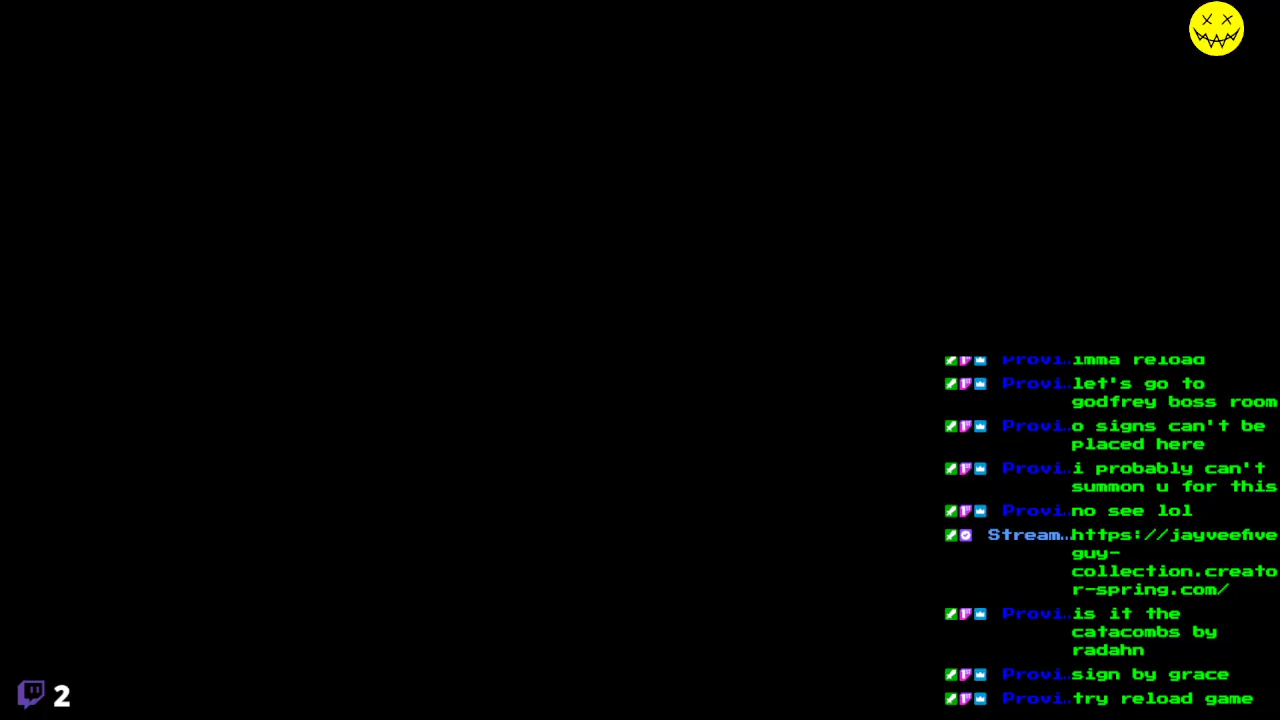 Provi… imma reload
Provi… let's go to
godfrey boss room
Provi… o signs can't be
placed here
Provi… i probably can't
summon u for this
Provi… no see lol
Stream… https://jayveefive
guy-
collection.creato
r-spring.com/
Provi… is it the
catacombs by
radahn
Provi… sign by grace
Provi… try reload game
2